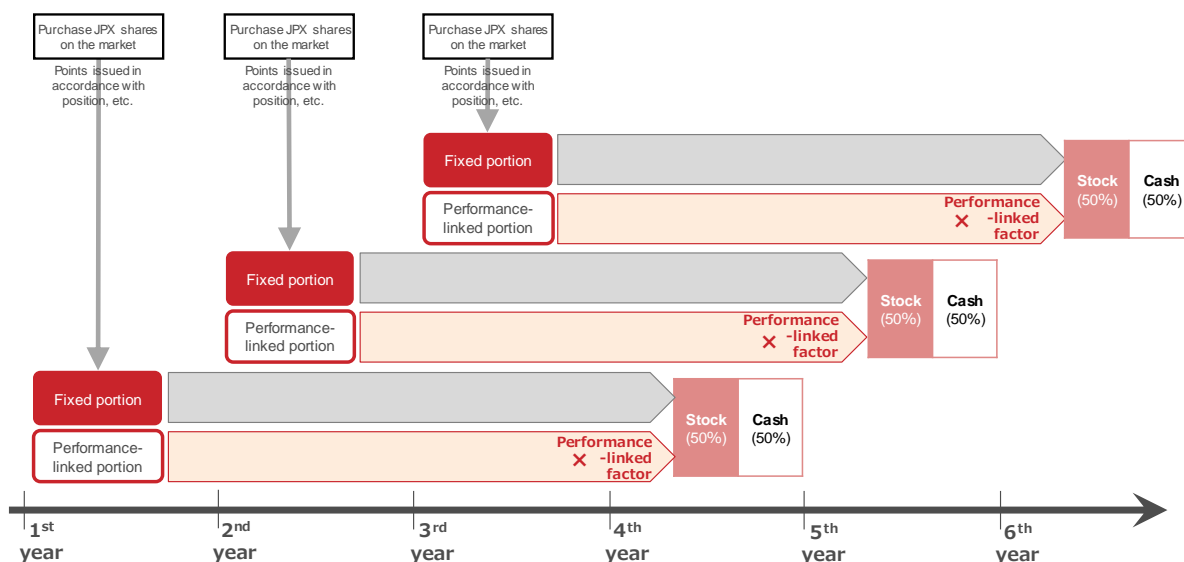 Purchase JPX shares
on the market
Purchase JPX shares
on the market
Purchase JPX shares
on the market
Points issued in
accordance with
position, etc.
Points issued in
accordance with
position, etc.
Points issued in
accordance with
position, etc.
Fixed portion
Performance-
linked portion
Performance
× -linked
factor
Stock
(50%)
Cash
(50%)
Fixed portion
Performance-
linked portion
Performance
× -linked
factor
Stock
(50%)
Cash
(50%)
Fixed portion
Performance-
linked portion
Performance
× -linked
factor
Stock
(50%)
Cash
(50%)
1st
year
2nd
year
3rd
year
4th
year
5th
year
6th
year